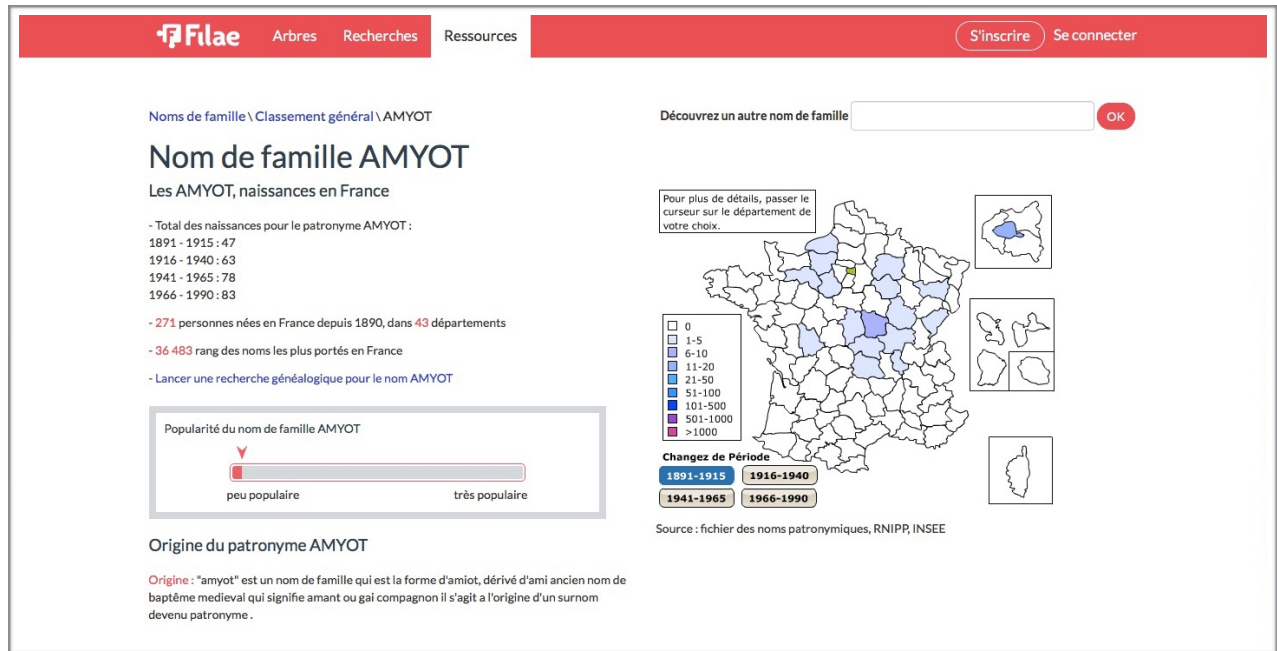 Filae
Arbres
Recherches
Ressources
S'inscrire
Se connecter
Noms de famille \ Classement général \ AMYOT
Découvrez un autre nom de famille
OK
Nom de famille AMYOT
Les AMYOT, naissances en France
- Total des naissances pour le patronyme AMYOT :
1891 - 1915 : 47
1916 - 1940 : 63
1941 - 1965 : 78
1966 - 1990 : 83
- 271 personnes nées en France depuis 1890, dans 43 départements
- 36 483 rang des noms les plus portés en France
- Lancer une recherche généalogique pour le nom AMYOT
Popularité du nom de famille AMYOT
peu populaire
très populaire
Origine du patronyme AMYOT
Origine : "amyot" est un nom de famille qui est la forme d'amiot, dérivé d'ami ancien nom de
baptême medieval qui signifie amant ou gai compagnon il s'agit a l'origine d'un surnom
devenu patronyme .
Pour plus de détails, passer le
curseur sur le département de
votre choix.
0
1-5
6-10
11-20
21-50
51-100
101-500
501-1000
>1000
Changez de Période
1891-1915
1916-1940
1941-1965
1966-1990
Source : fichier des noms patronymiques, RNIPP, INSEE